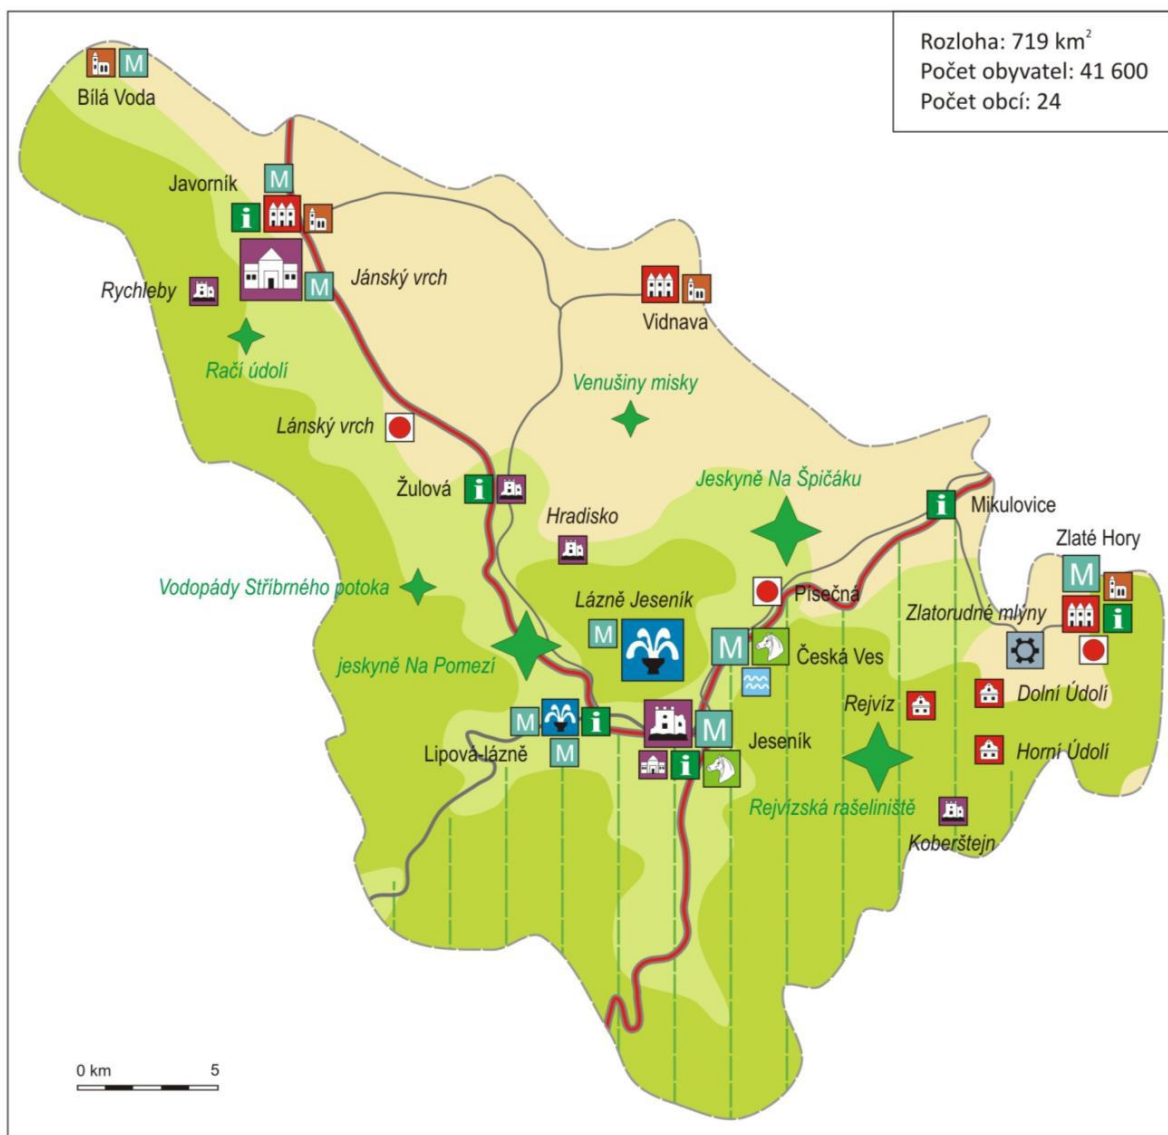 Rozloha: 719 km²
Počet obyvatel: 41 600
Počet obcí: 24
M
Bílá Voda
M
Javorník
i
Jánský vrch
M
Rychleby
Vidnava
Račí údolí
Venušiny misky
Lánský vrch
Jeskyně Na Špičáku
Žulová
i
Hradisko
i
Mikulovice
Zlaté Hory
M
Vodopády Stříbrného potoka
Lázně Jeseník
Písečná
Zlatorudné mlýny
i
M
jeskyně Na Pomezí
M
Česká Ves
Rejvíz
Dolní Údolí
M
i
M
Lipová-lázně
M
Jeseník
Horní Údolí
i
Rejvízská rašeliniště
Koberštejn
0 km 5